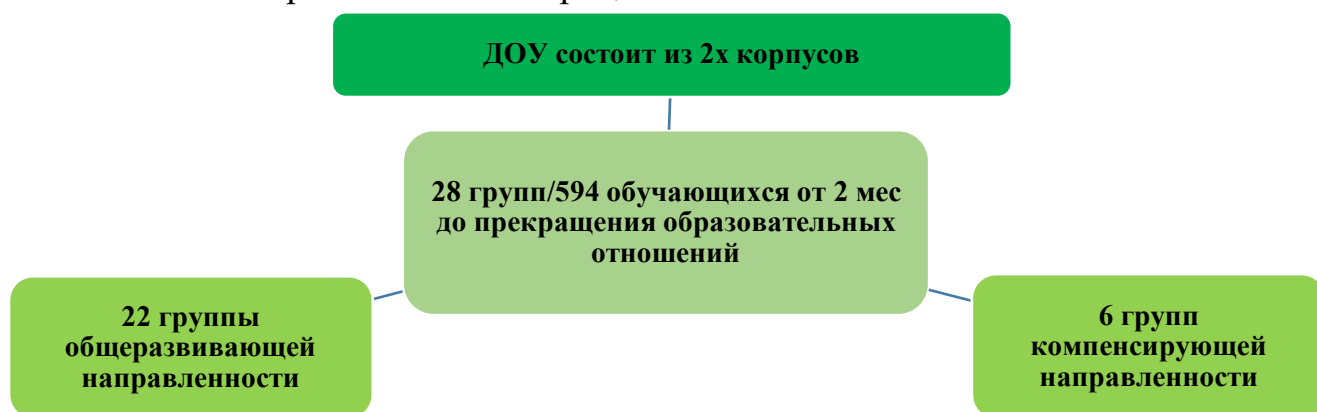 ДОУ состоит из 2х корпусов
28 групп/594 обучающихся от 2 мес
до прекращения образовательных
отношений
22 группы
общеразвивающей
направленности
6 групп
компенсирующей
направленности